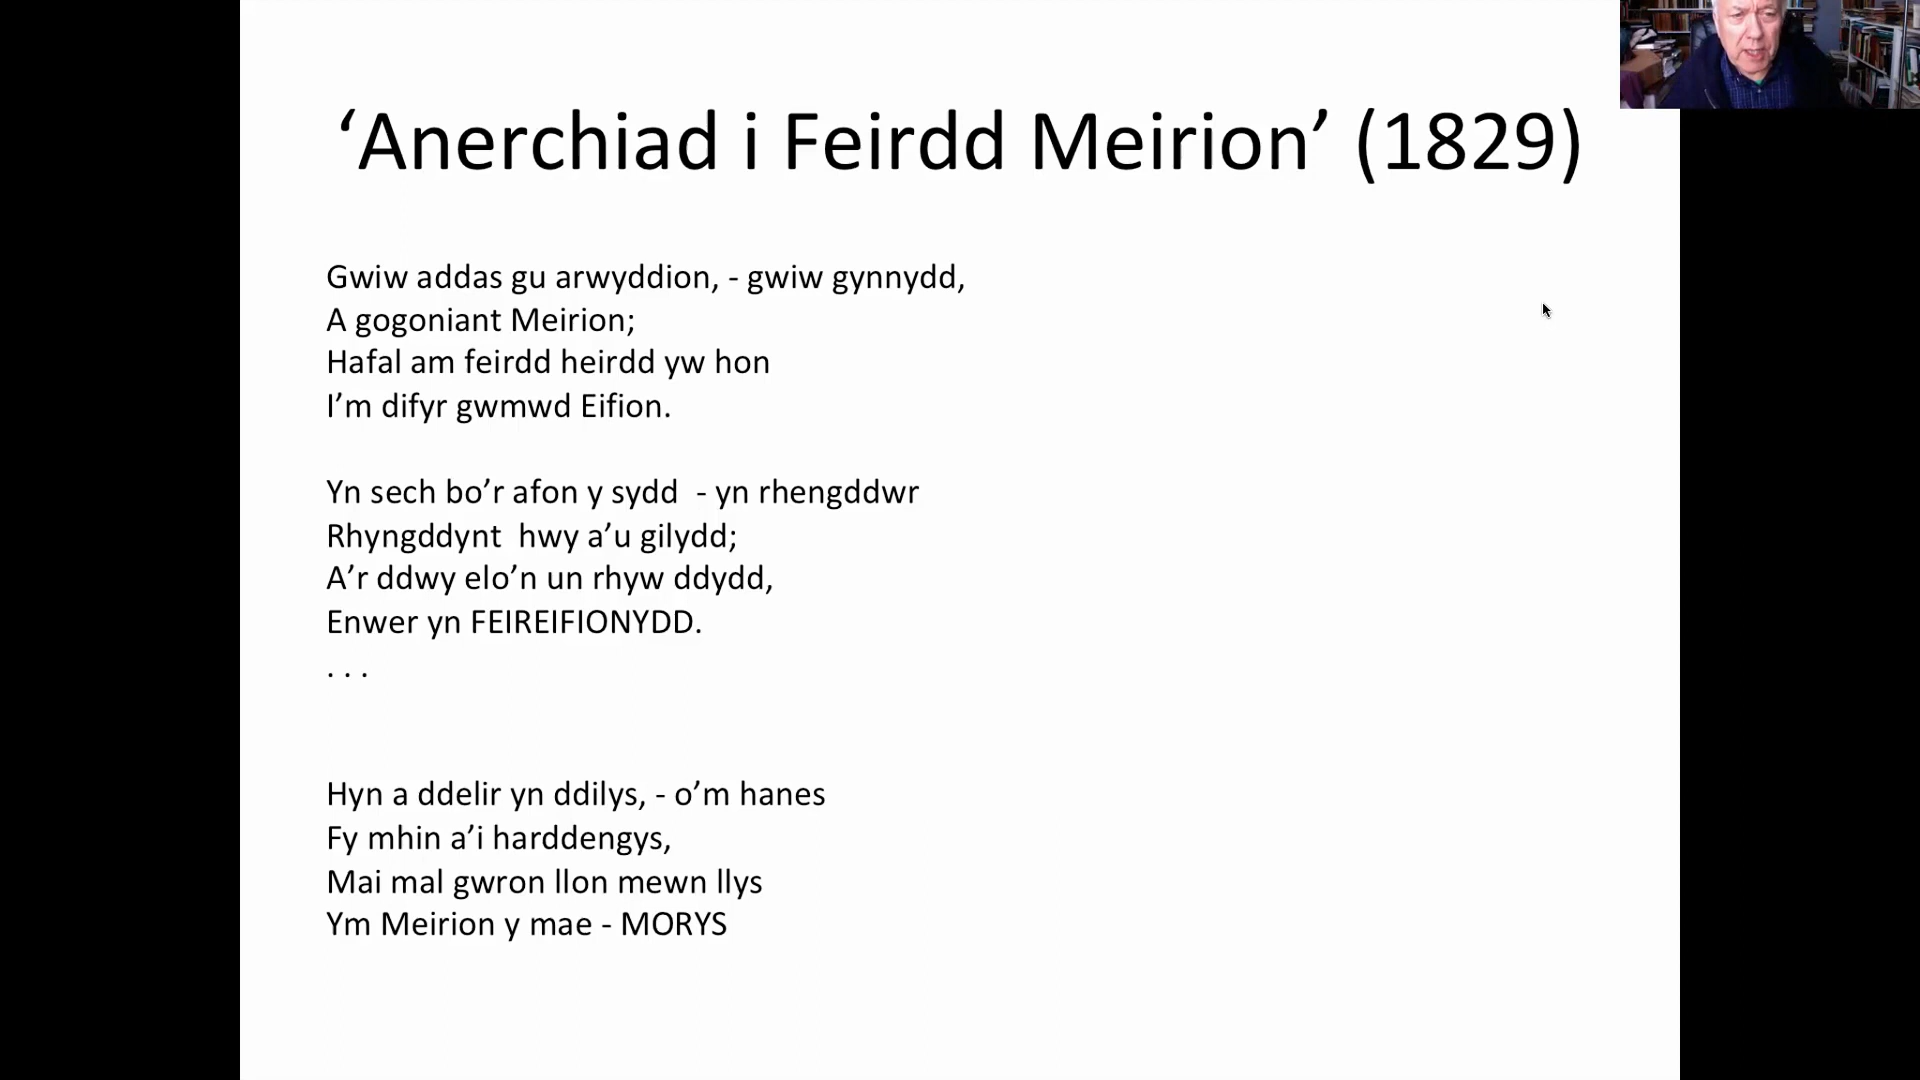 ‘Anerchiad i Feirdd Meirion’ (1829)
Gwiw addas gu arwyddion, - gwiw gynnydd,
A gogoniant Meirion;
Hafal am feirdd heirdd yw hon
I’m difyr gwmwd Eifion.
Yn sech bo’r afon y sydd - yn rhengddwr
Rhyngddynt hwy a’u gilydd;
A’r ddwy elo’n un rhyw ddydd,
Enwer yn FEIREIFIONYDD.
. . .
Hyn a ddelir yn ddilys, - o’m hanes
Fy mhin a’i harddengys,
Mai mal gwron llon mewn llys
Ym Meirion y mae - MORYS